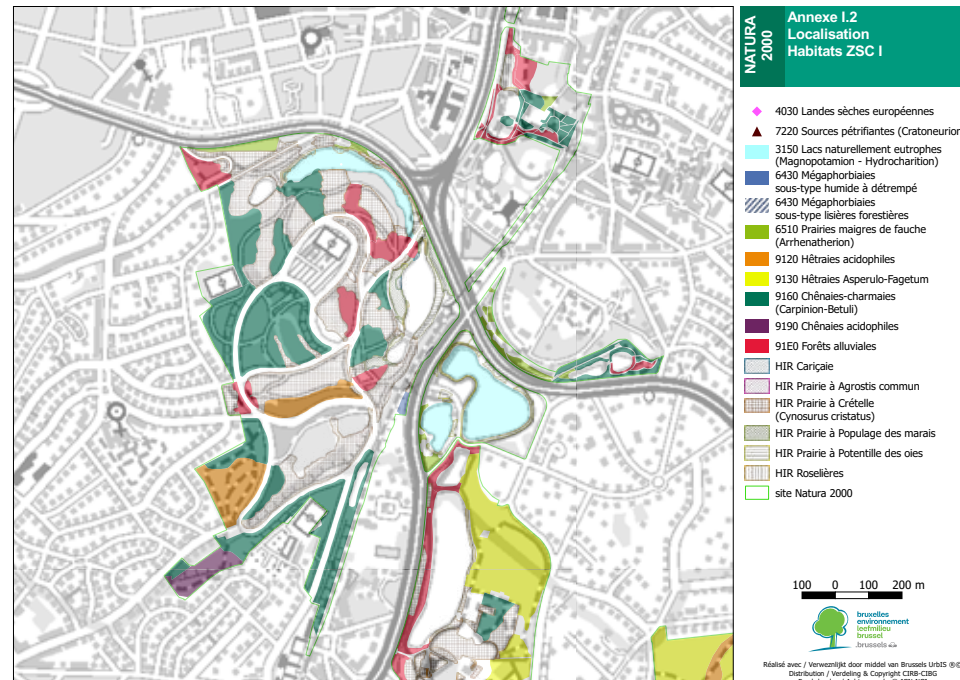 NATURA
2000
Annexe I.2
Localisation
Habitats ZSC I
4030 Landes sèches européennes
7220 Sources pétrifiantes (Cratoneurion
3150 Lacs naturellement eutrophes
(Magnopotamion - Hydrocharition)
6430 Mégaphorbiaies
sous-type humide à détrempé
6430 Mégaphorbiaies
sous-type lisières forestières
6510 Prairies maigres de fauche
(Arrhenatherion)
9120 Hêtraies acidophiles
9130 Hêtraies Asperulo-Fagetum
9160 Chênaies-charmaies
(Carpinion-Betuli)
9190 Chênaies acidophiles
91E0 Forêts alluviales
HIR Cariçaie
HIR Prairie à Agrostis commun
HIR Prairie à Crételle
(Cynosurus cristatus)
HIR Prairie à Populage des marais
HIR Prairie à Potentille des oies
HIR Roselières
site Natura 2000
100 0 100 200 m
bruxelles
environnement
leefmilieu
brussel
.brussels
Réalisé avec / Verwezenlijkt door middel van Brussels UrbIS ®©
Distribution / Verdeling & Copyright CIRB-CIBG